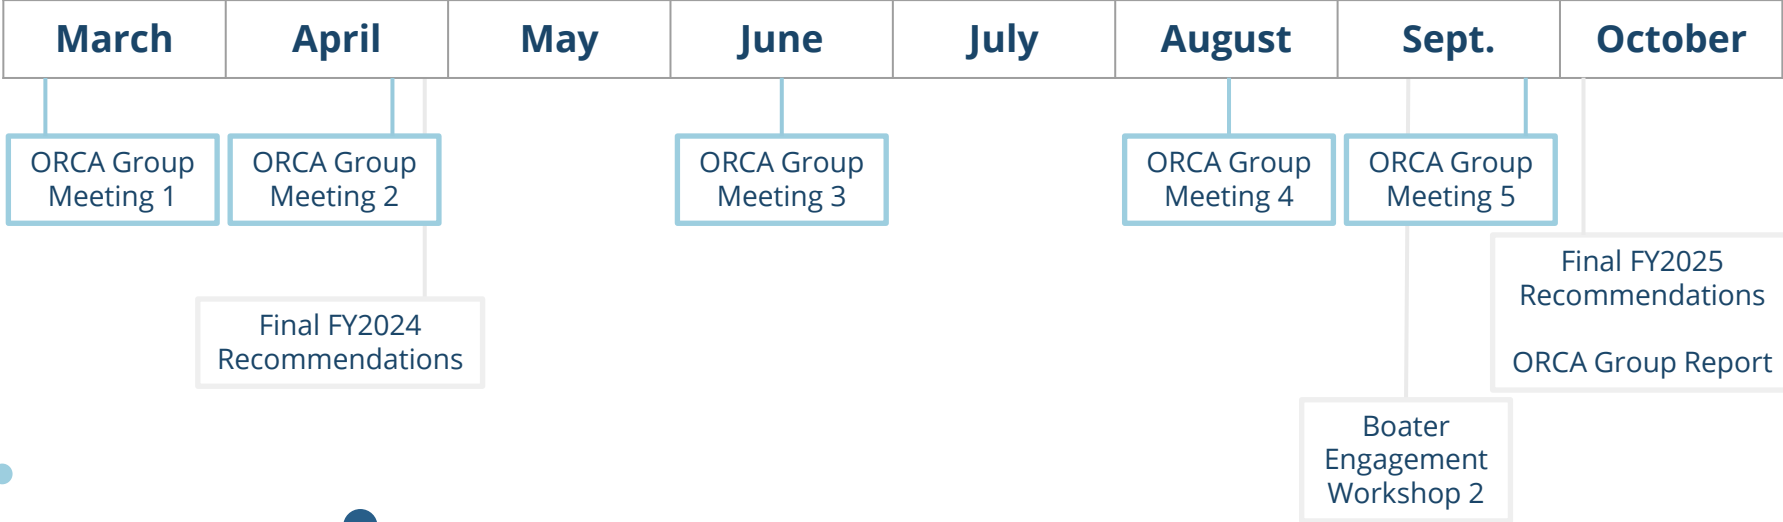 March
April
May
June
July
August
Sept.
October
ORCA Group
Meeting 1
ORCA Group
Meeting 2
ORCA Group
Meeting 3
ORCA Group
Meeting 4
ORCA Group
Meeting 5
Final FY2024
Recommendations
Final FY2025
Recommendations
ORCA Group Report
Boater
Engagement
Workshop 2